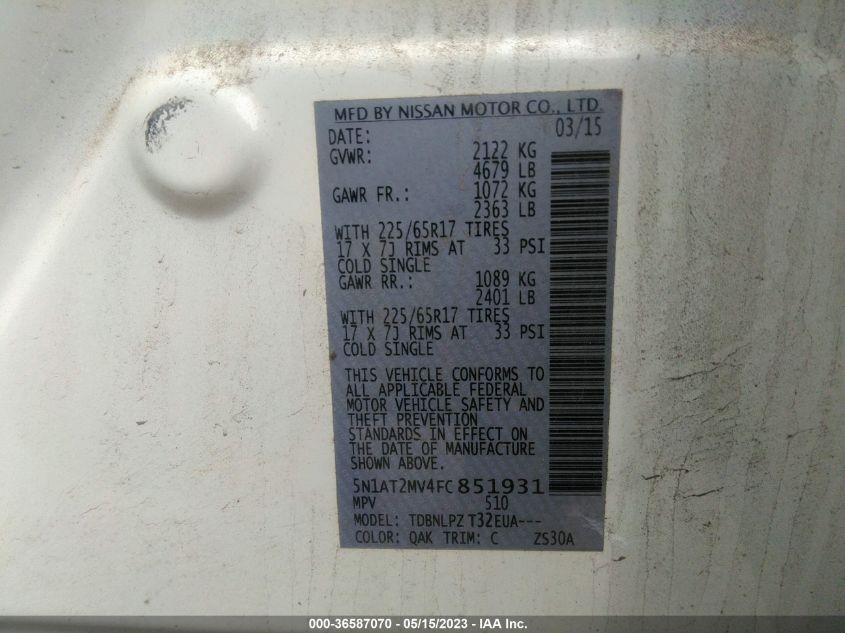 MFD BY NISSAN MOTOR CO., LTD.
DATE: 03/15
GVWR: 2122 KG
4679 LB
GAWR FR.: 1072 KG
2363 LB
WITH 225/65R17 TIRES
17 X 7J RIMS AT 33 PSI
COLD SINGLE
GAWR RR.: 1089 KG
2401 LB
WITH 225/65R17 TIRES
17 X 7J RIMS AT 33 PSI
COLD SINGLE
THIS VEHICLE CONFORMS TO
ALL APPLICABLE FEDERAL
MOTOR VEHICLE SAFETY AND
THEFT PREVENTION
STANDARDS IN EFFECT ON
THE DATE OF MANUFACTURE
SHOWN ABOVE.
5N1AT2MV4FC851931
MPV 510
MODEL: TDBNLPZ T32EUA---
COLOR: QAK TRIM: C ZS30A
000-36587070 - 05/15/2023 - IAA Inc.